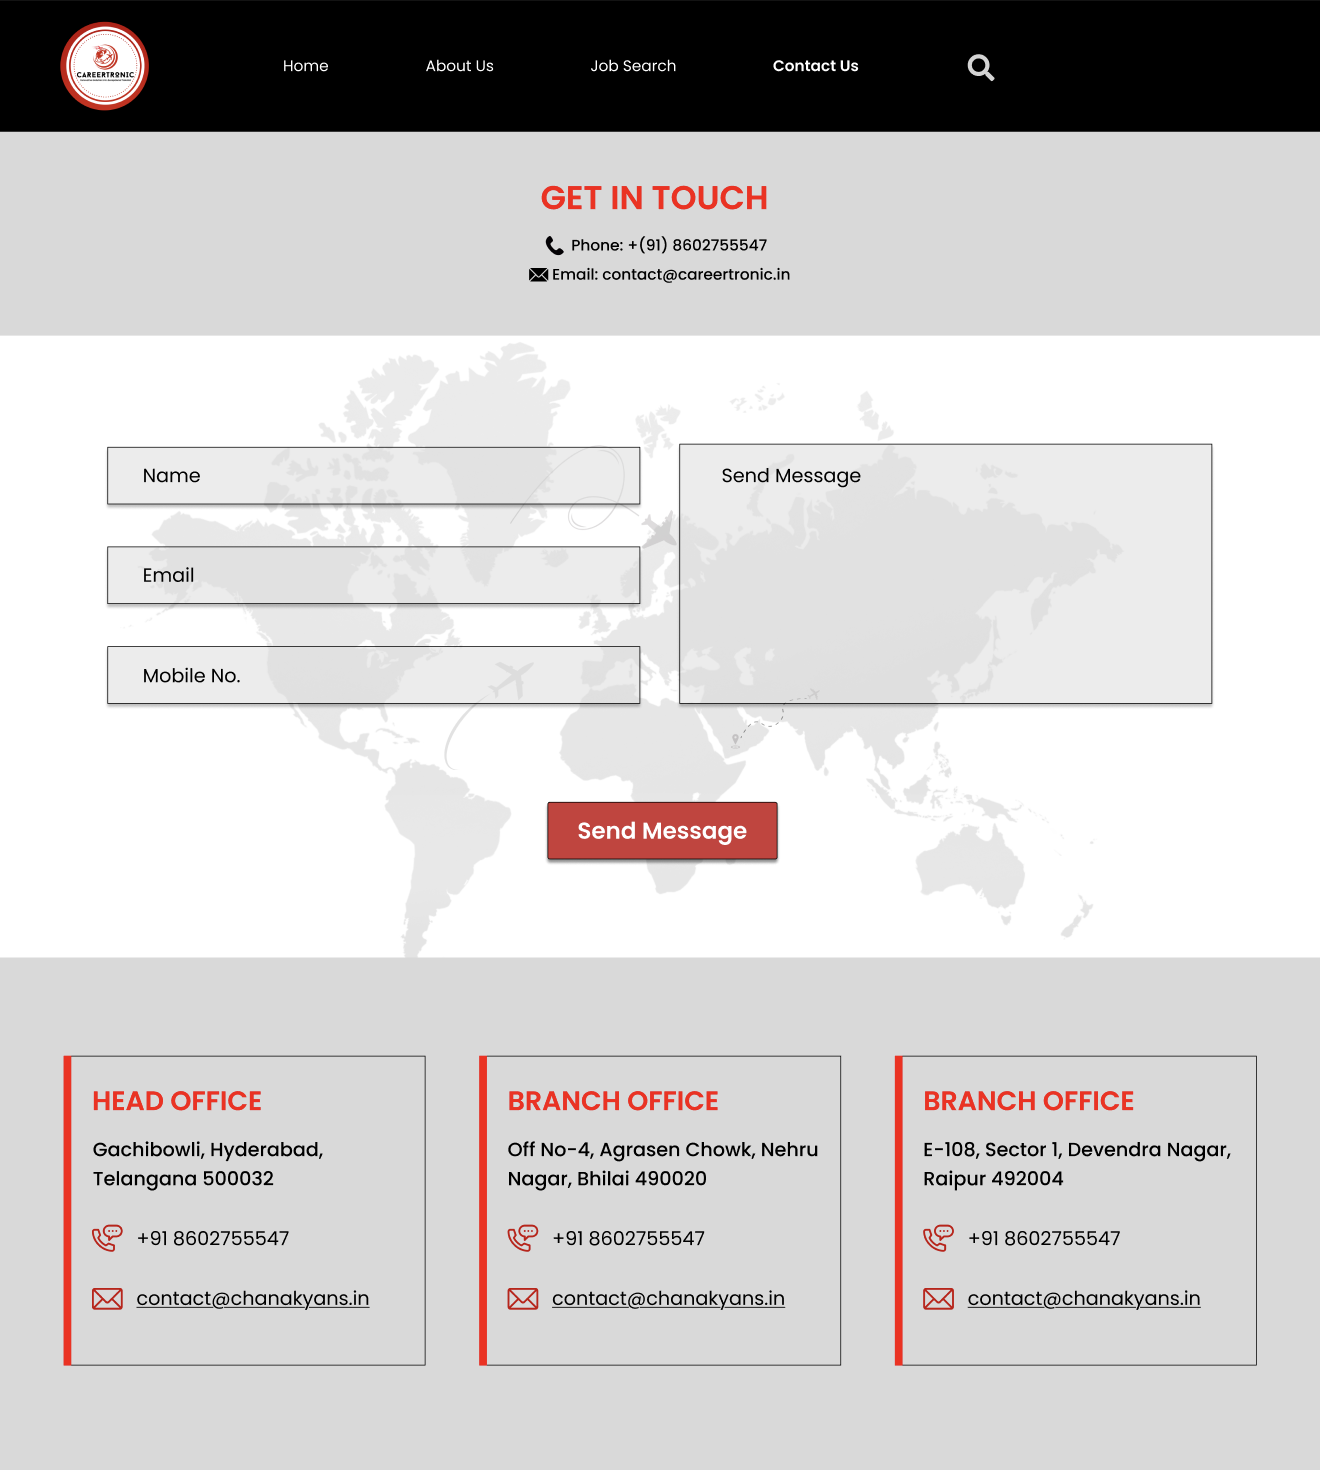 CAREERTRONIC
Home
About Us
Job Search
Contact Us
GET IN TOUCH
Phone: +(91) 8602755547
Email: contact@careertronic.in
Name
Send Message
Email
Mobile No.
Send Message
HEAD OFFICE
Gachibowli, Hyderabad,
Telangana 500032
+91 8602755547
contact@chanakyans.in
BRANCH OFFICE
Off No-4, Agrasen Chowk, Nehru
Nagar, Bhilai 490020
+91 8602755547
contact@chanakyans.in
BRANCH OFFICE
E-108, Sector 1, Devendra Nagar,
Raipur 492004
+91 8602755547
contact@chanakyans.in